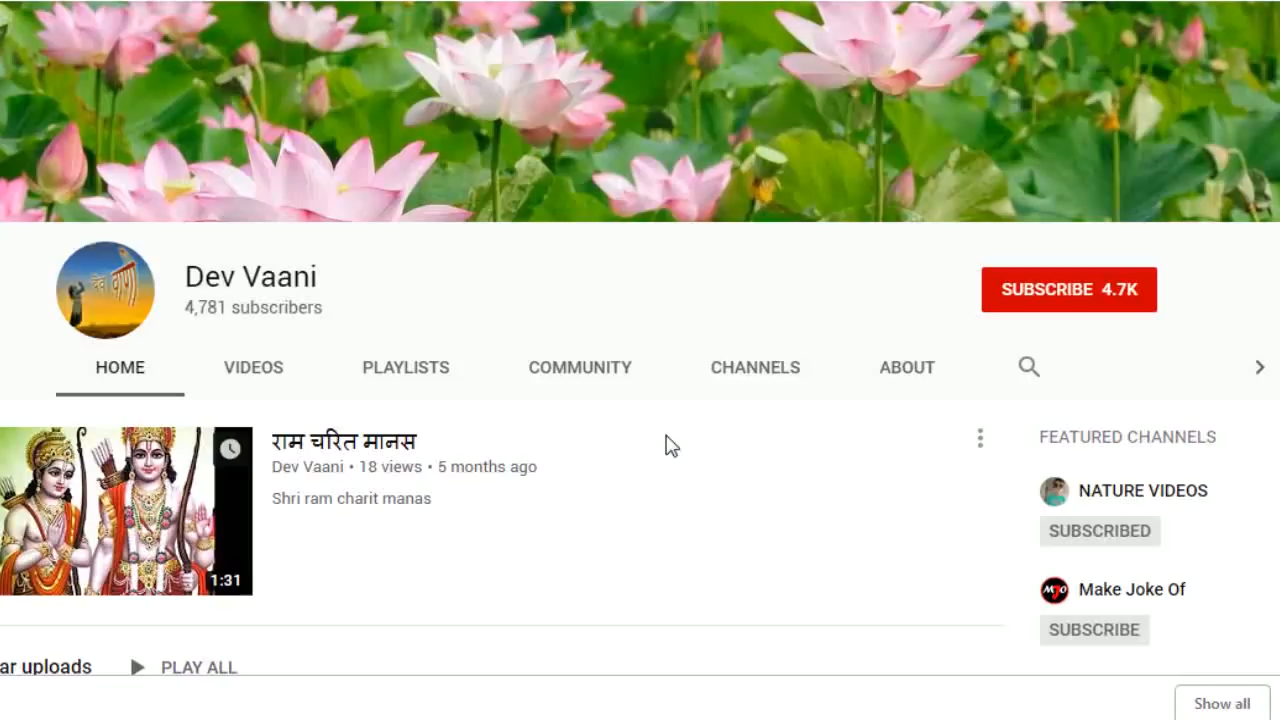 देव वाणी
Dev Vaani
4,781 subscribers
SUBSCRIBE 4.7K
HOME
VIDEOS
PLAYLISTS
COMMUNITY
CHANNELS
ABOUT
1:31
राम चरित मानस
Dev Vaani • 18 views • 5 months ago
Shri ram charit manas
FEATURED CHANNELS
NATURE VIDEOS
SUBSCRIBED
MJO
Make Joke Of
SUBSCRIBE
ar uploads
PLAY ALL
Show all